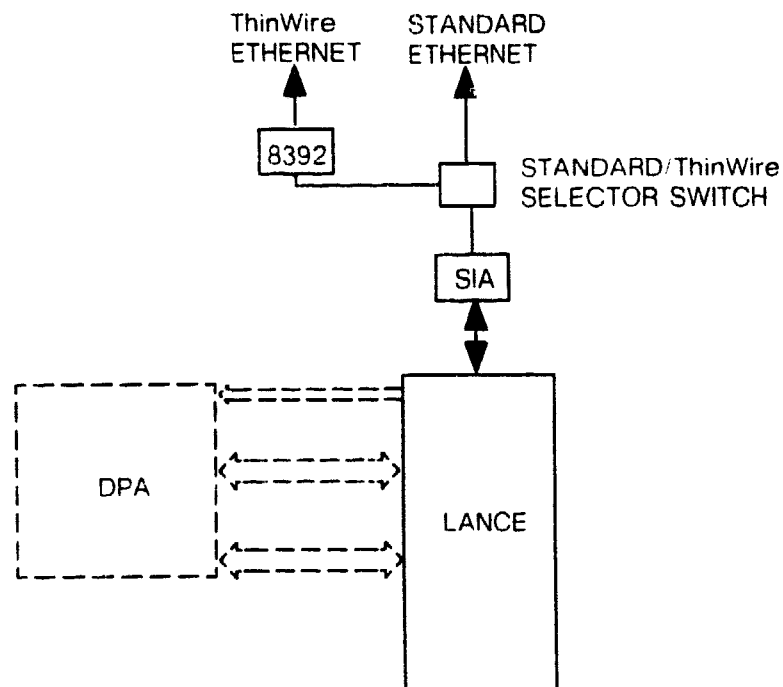 ThinWire
ETHERNET
STANDARD
ETHERNET
8392
STANDARD/ThinWire
SELECTOR SWITCH
SIA
DPA
LANCE